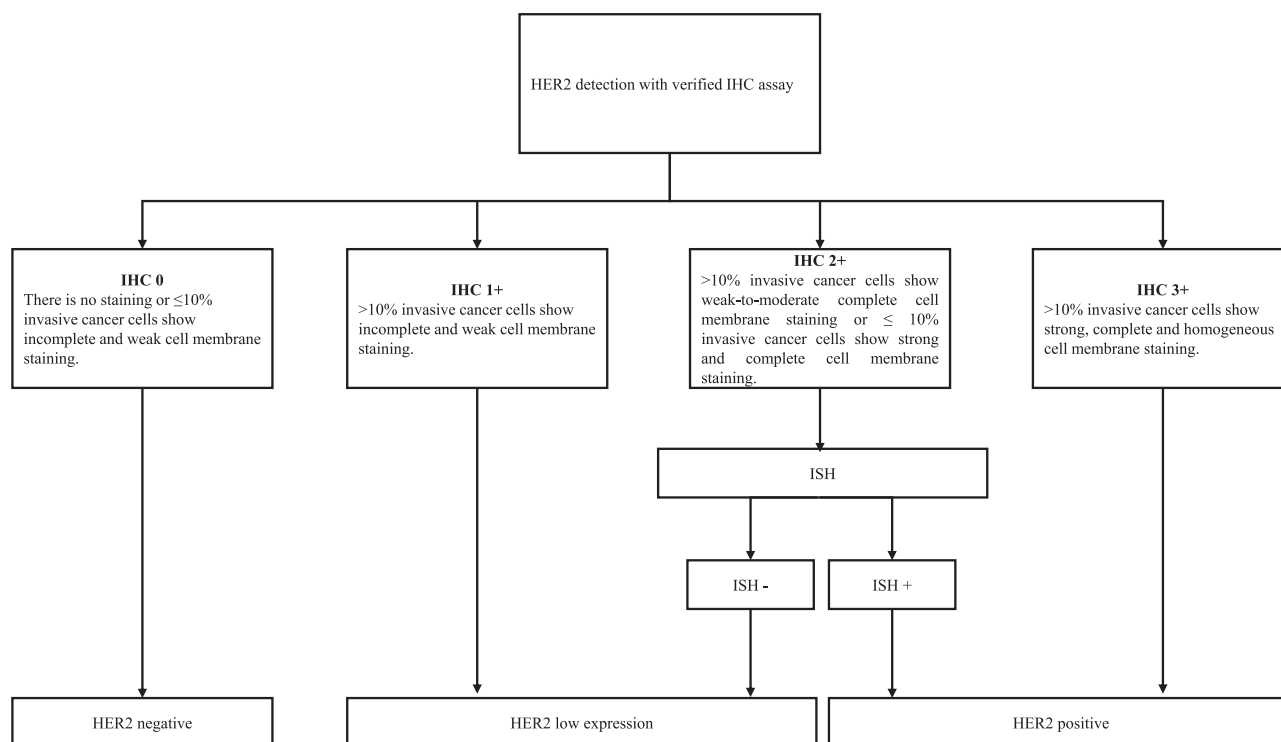 HER2 detection with verified IHC assay
IHC 0
There is no staining or ≤10%
invasive cancer cells show
incomplete and weak cell membrane
staining.
IHC 1+
>10% invasive cancer cells show
incomplete and weak cell membrane
staining.
IHC 2+
>10% invasive cancer cells show
weak-to-moderate complete cell
membrane staining or ≤ 10%
invasive cancer cells show strong
and complete cell membrane
staining.
IHC 3+
>10% invasive cancer cells show
strong, complete and homogeneous
cell membrane staining.
ISH
ISH -
ISH +
HER2 negative
HER2 low expression
HER2 positive